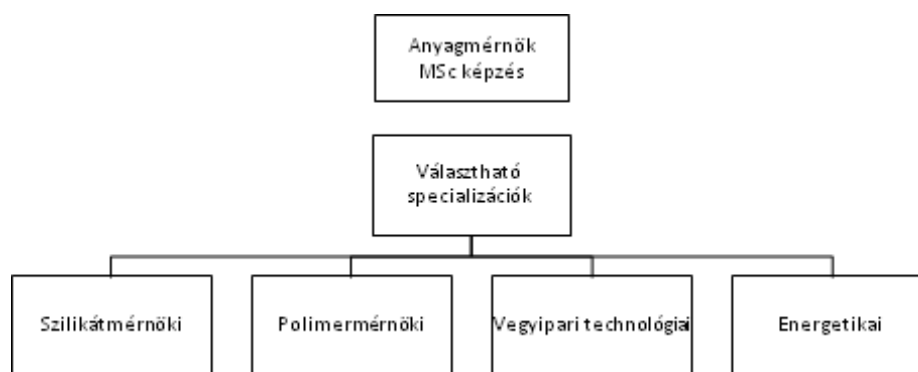 Anyagmérnök
MSc képzés
Választható
specializációk
Szilikátmérnöki
Polimermérnöki
Vegyipari technológiai
Energetikai